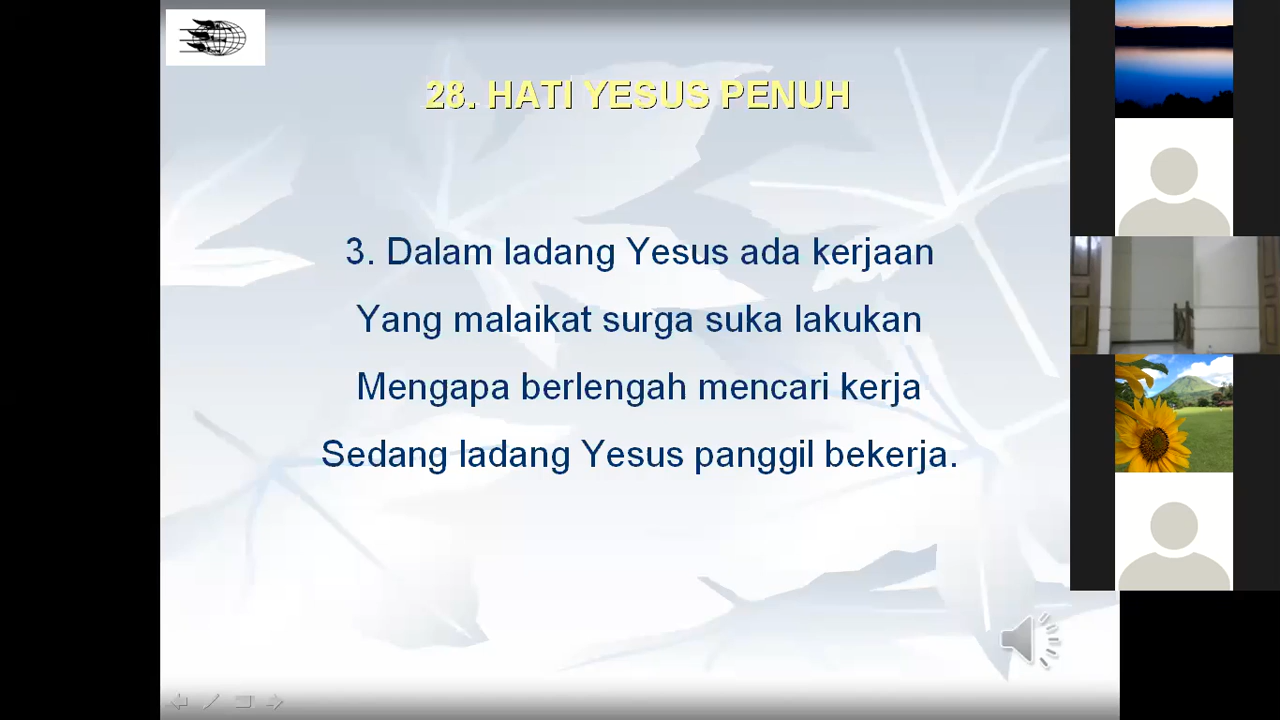 28. HATI YESUS PENUH
3. Dalam ladang Yesus ada kerjaan
Yang malaikat surga suka lakukan
Mengapa berlengah mencari kerja
Sedang ladang Yesus panggil bekerja.